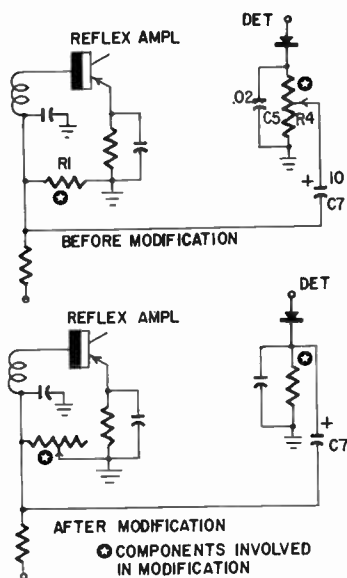 DET
REFLEX AMPL
.02
C5
R4
R1
+
10
C7
BEFORE MODIFICATION
DET
REFLEX AMPL
+
C7
AFTER MODIFICATION
COMPONENTS INVOLVED
IN MODIFICATION